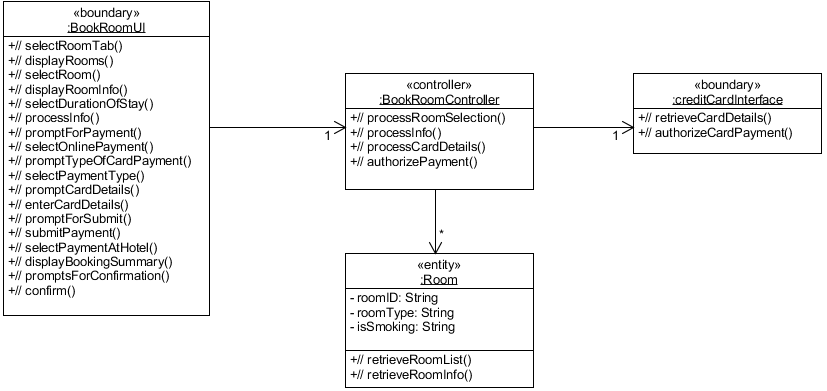 «boundary»
:BookRoomUI
+// selectRoomTab()
+// displayRooms()
+// selectRoom()
+// displayRoomInfo()
+// selectDurationOfStay()
+// processInfo()
+// promptForPayment()
+// selectOnlinePayment()
+// promptTypeOfCardPayment()
+// selectPaymentType()
+// promptCardDetails()
+// enterCardDetails()
+// promptForSubmit()
+// submitPayment()
+// selectPaymentAtHotel()
+// displayBookingSummary()
+// promptsForConfirmation()
+// confirm()
1
«controller»
:BookRoomController
+// processRoomSelection()
+// processInfo()
+// processCardDetails()
+// authorizePayment()
1
«boundary»
:creditCardInterface
+// retrieveCardDetails()
+// authorizeCardPayment()
*
«entity»
:Room
- roomID: String
- roomType: String
- isSmoking: String
+// retrieveRoomList()
+// retrieveRoomInfo()